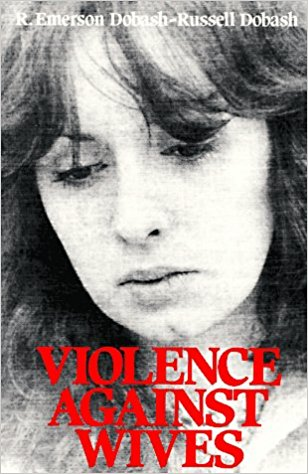 R. Emerson Dobash–Russell Dobash
VIOLENCE
AGAINST
WIVES